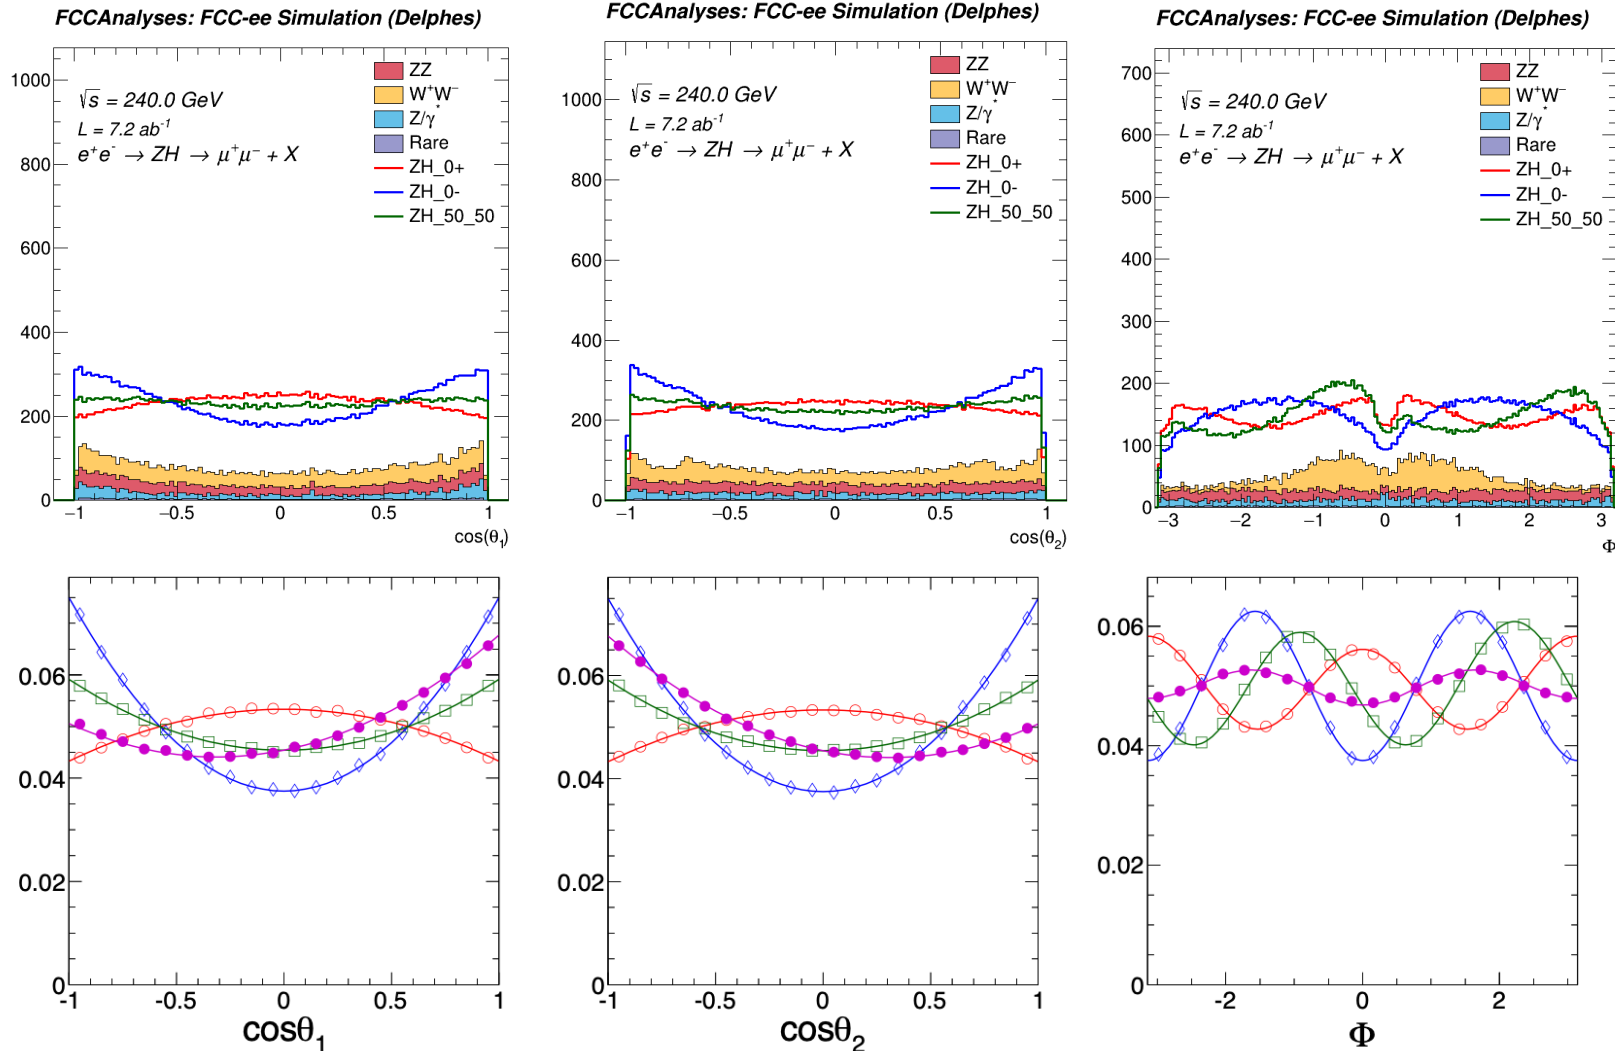 FCCAnalyses: FCC-ee Simulation (Delphes)
√s = 240.0 GeV
L = 7.2 ab⁻¹
e⁺e⁻ → ZH → μ⁺μ⁻ + X
ZZ
W⁺W⁻
Z/γ*
Rare
ZH_0+
ZH_0-
ZH_50_50
1000
800
600
400
200
0
-1
-0.5
0
0.5
1
cos(θ₁)
FCCAnalyses: FCC-ee Simulation (Delphes)
√s = 240.0 GeV
L = 7.2 ab⁻¹
e⁺e⁻ → ZH → μ⁺μ⁻ + X
ZZ
W⁺W⁻
Z/γ*
Rare
ZH_0+
ZH_0-
ZH_50_50
1000
800
600
400
200
0
−1
−0.5
0
0.5
1
cos(θ₂)
FCCAnalyses: FCC-ee Simulation (Delphes)
√s = 240.0 GeV
L = 7.2 ab⁻¹
e⁺e⁻ → ZH → μ⁺μ⁻ + X
ZZ
W⁺W⁻
Z/γ*
Rare
ZH_0+
ZH_0-
ZH_50_50
700
600
500
400
300
200
100
0
−3
−2
−1
0
1
2
3
Φ
0.06
0.04
0.02
0
-1
-0.5
0
0.5
1
cosθ₁
0.06
0.04
0.02
0
-1
-0.5
0
0.5
1
cosθ₂
0.06
0.04
0.02
0
-2
0
2
Φ